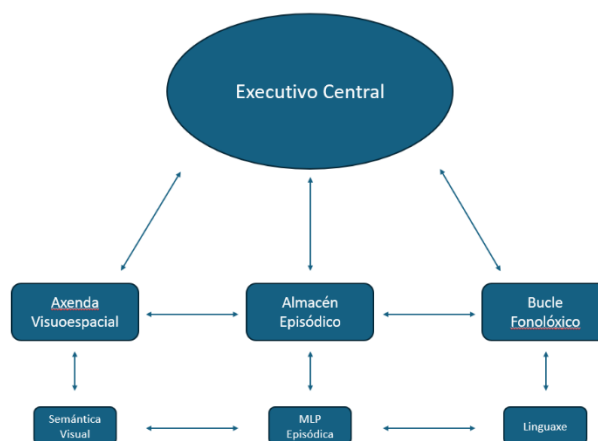 Executivo Central
Axenda
Visuoespacial
Almacén
Episódico
Bucle
Fonolóxico
Semántica
Visual
MLP
Episódica
Linguaxe